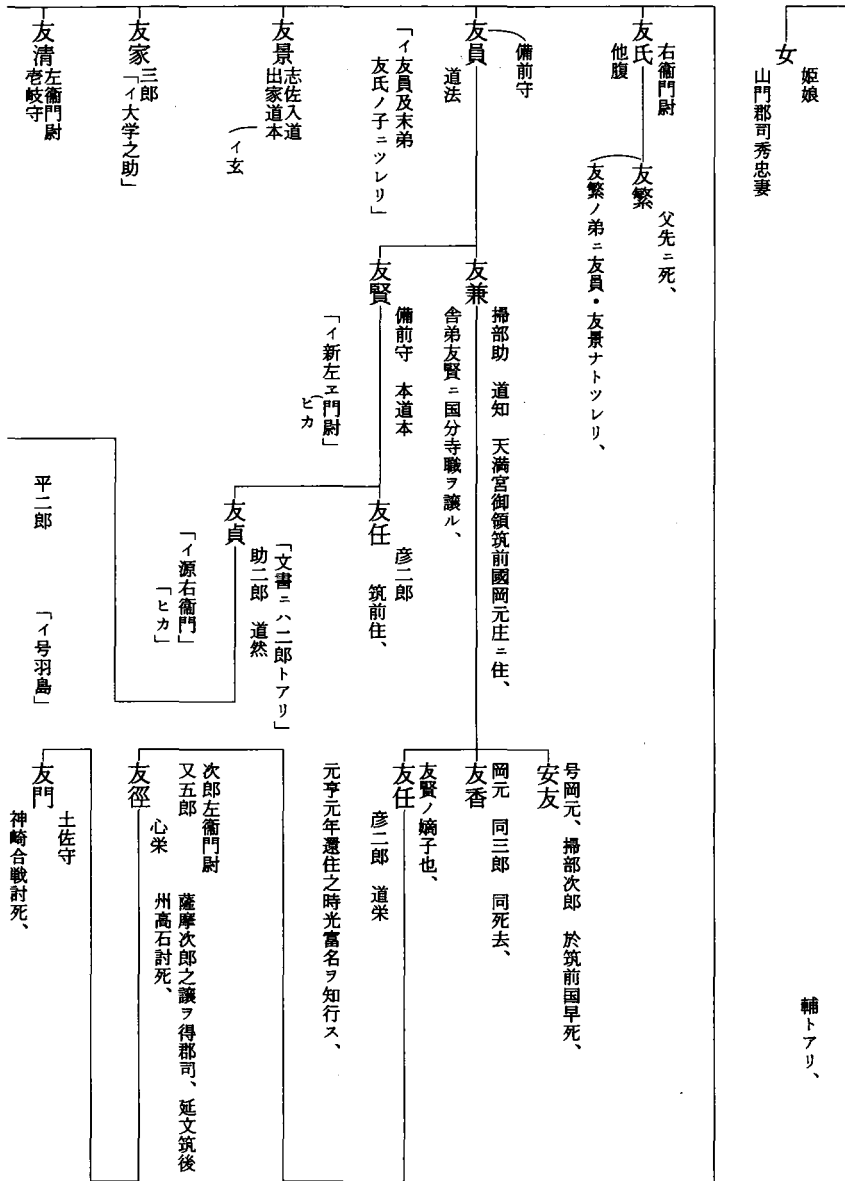 輔トアリ、
女
姫娘
山門郡司秀忠妻
友氏
右衞門尉
他腹
友繁
父先ニ死、
友繁ノ弟ニ友員・友景ナトツレリ、
友員
備前守
道法
「イ友員及末弟
友氏ノ子ニツレリ」
友兼
掃部助 道知 天満宮御領筑前國岡元庄ニ住、
舎弟友賢ニ国分寺職ヲ譲ル、
安友
号岡元、掃部次郎 於筑前国早死、
友香
岡元 同三郎 同死去、
友任
友賢ノ嫡子也、
彦二郎 道栄
元亨元年還住之時光富名ヲ知行ス、
友賢
備前守 本道本
「イ新左ヱ門尉」
ヒカ
友任
彦二郎
筑前住、
友貞
「文書ニハ二郎トアリ」
助二郎 道然
「イ源右衞門」
「ヒカ」
友景
志佐入道
出家道本
イ玄
友家
三郎
「イ大学之助」
友清
左衞門尉
壱岐守
友徑
次郎左衞門尉
又五郎
心栄
薩摩次郎之譲ヲ得郡司、延文筑後
州高石討死、
平二郎
「イ号羽島」
友門
土佐守
神崎合戦討死、